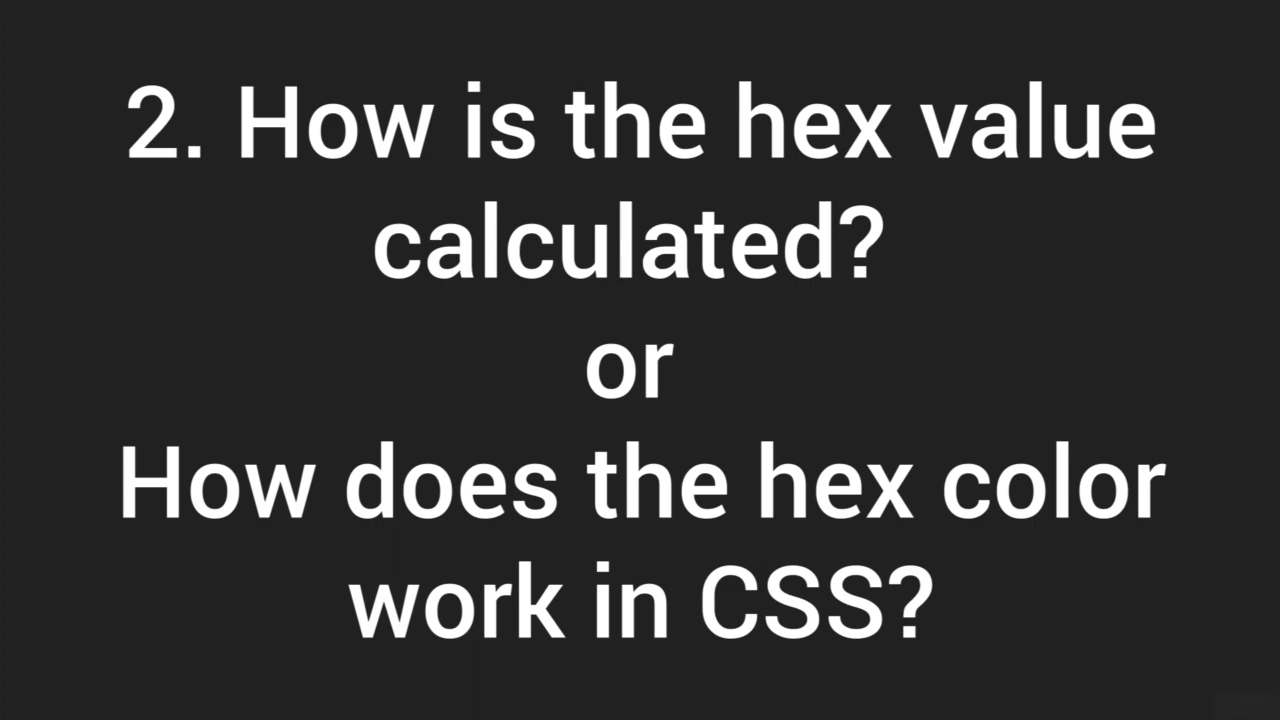 2. How is the hex value
calculated?
or
How does the hex color
work in CSS?